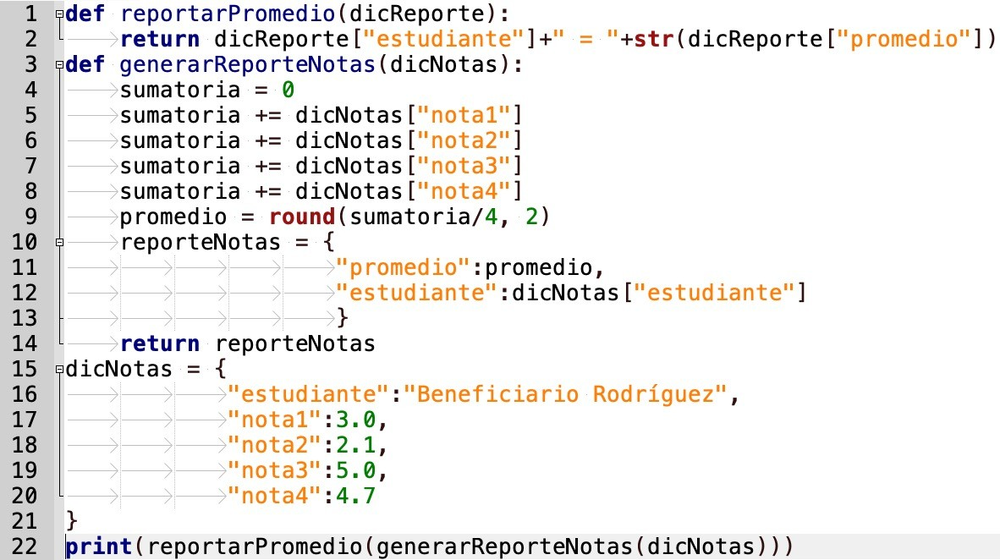 1 def reportarPromedio(dicReporte):
2 return dicReporte["estudiante"]+" = "+str(dicReporte["promedio"])
3 def generarReporteNotas(dicNotas):
4 sumatoria = 0
5 sumatoria += dicNotas["nota1"]
6 sumatoria += dicNotas["nota2"]
7 sumatoria += dicNotas["nota3"]
8 sumatoria += dicNotas["nota4"]
9 promedio = round(sumatoria/4, 2)
10 reporteNotas = {
11 "promedio":promedio,
12 "estudiante":dicNotas["estudiante"]
13 }
14 return reporteNotas
15 dicNotas = {
16 "estudiante":"Beneficiario Rodríguez",
17 "nota1":3.0,
18 "nota2":2.1,
19 "nota3":5.0,
20 "nota4":4.7
21 }
22 print(reportarPromedio(generarReporteNotas(dicNotas)))